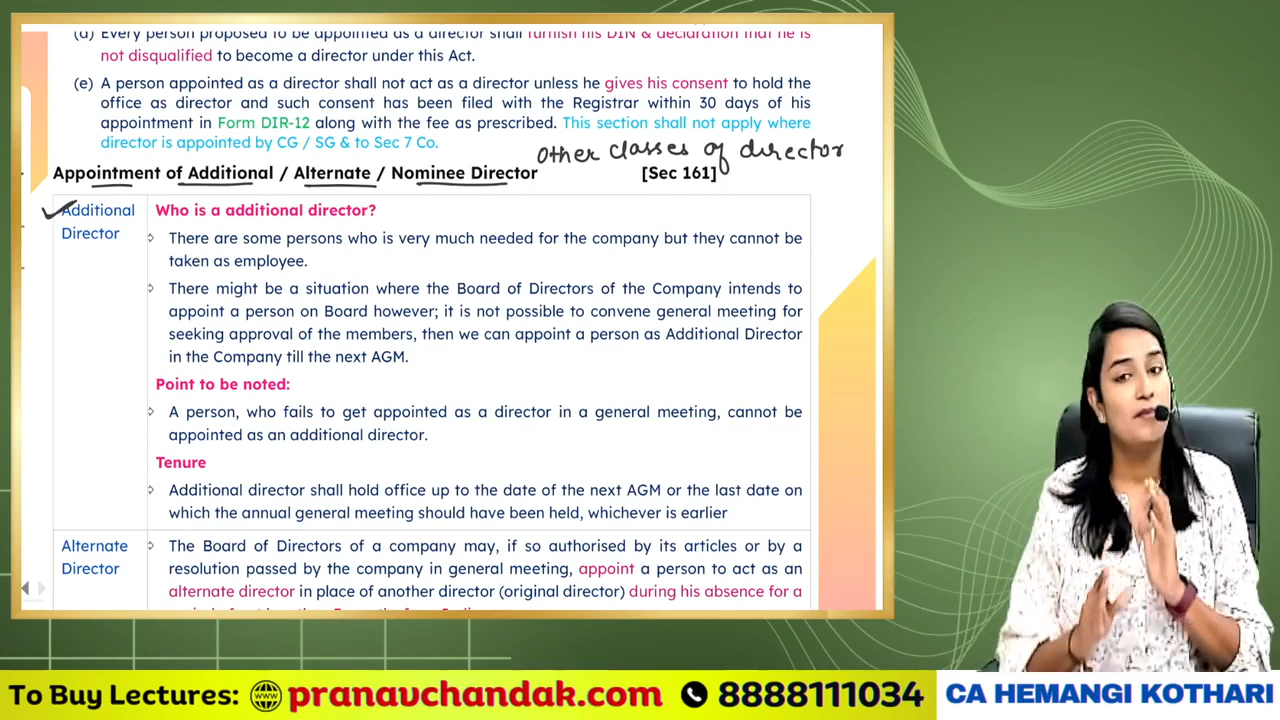 (d) Every person proposed to be appointed as a director shall furnish his DIN & declaration that he is
not disqualified to become a director under this Act.
(e) A person appointed as a director shall not act as a director unless he gives his consent to hold the
office as director and such consent has been filed with the Registrar within 30 days of his
appointment in Form DIR-12 along with the fee as prescribed. This section shall not apply where
director is appointed by CG / SG & to Sec 7 Co.
Other classes of director
Appointment of Additional / Alternate / Nominee Director [Sec 161]
Additional
Director
Who is a additional director?
There are some persons who is very much needed for the company but they cannot be
taken as employee.
There might be a situation where the Board of Directors of the Company intends to
appoint a person on Board however; it is not possible to convene general meeting for
seeking approval of the members, then we can appoint a person as Additional Director
in the Company till the next AGM.
Point to be noted:
A person, who fails to get appointed as a director in a general meeting, cannot be
appointed as an additional director.
Tenure
Additional director shall hold office up to the date of the next AGM or the last date on
which the annual general meeting should have been held, whichever is earlier
Alternate
Director
The Board of Directors of a company may, if so authorised by its articles or by a
resolution passed by the company in general meeting, appoint a person to act as an
alternate director in place of another director (original director) during his absence for a
To Buy Lectures: pranavchandak.com 8888111034 CA HEMANGI KOTHARI